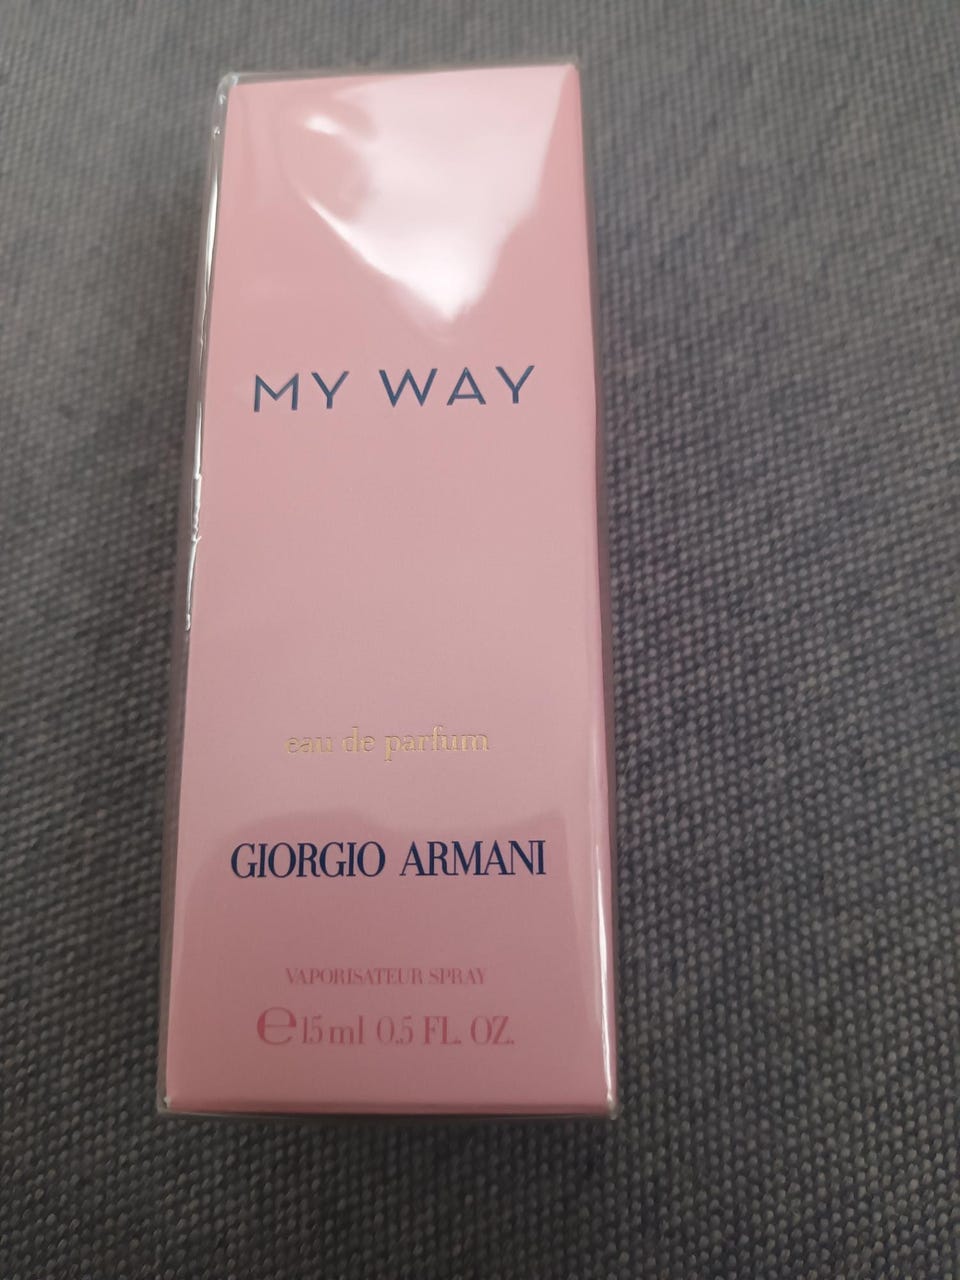 MY WAY
eau de parfum
GIORGIO ARMANI
VAPORISATEUR SPRAY
℮ 15 ml 0.5 FL. OZ.